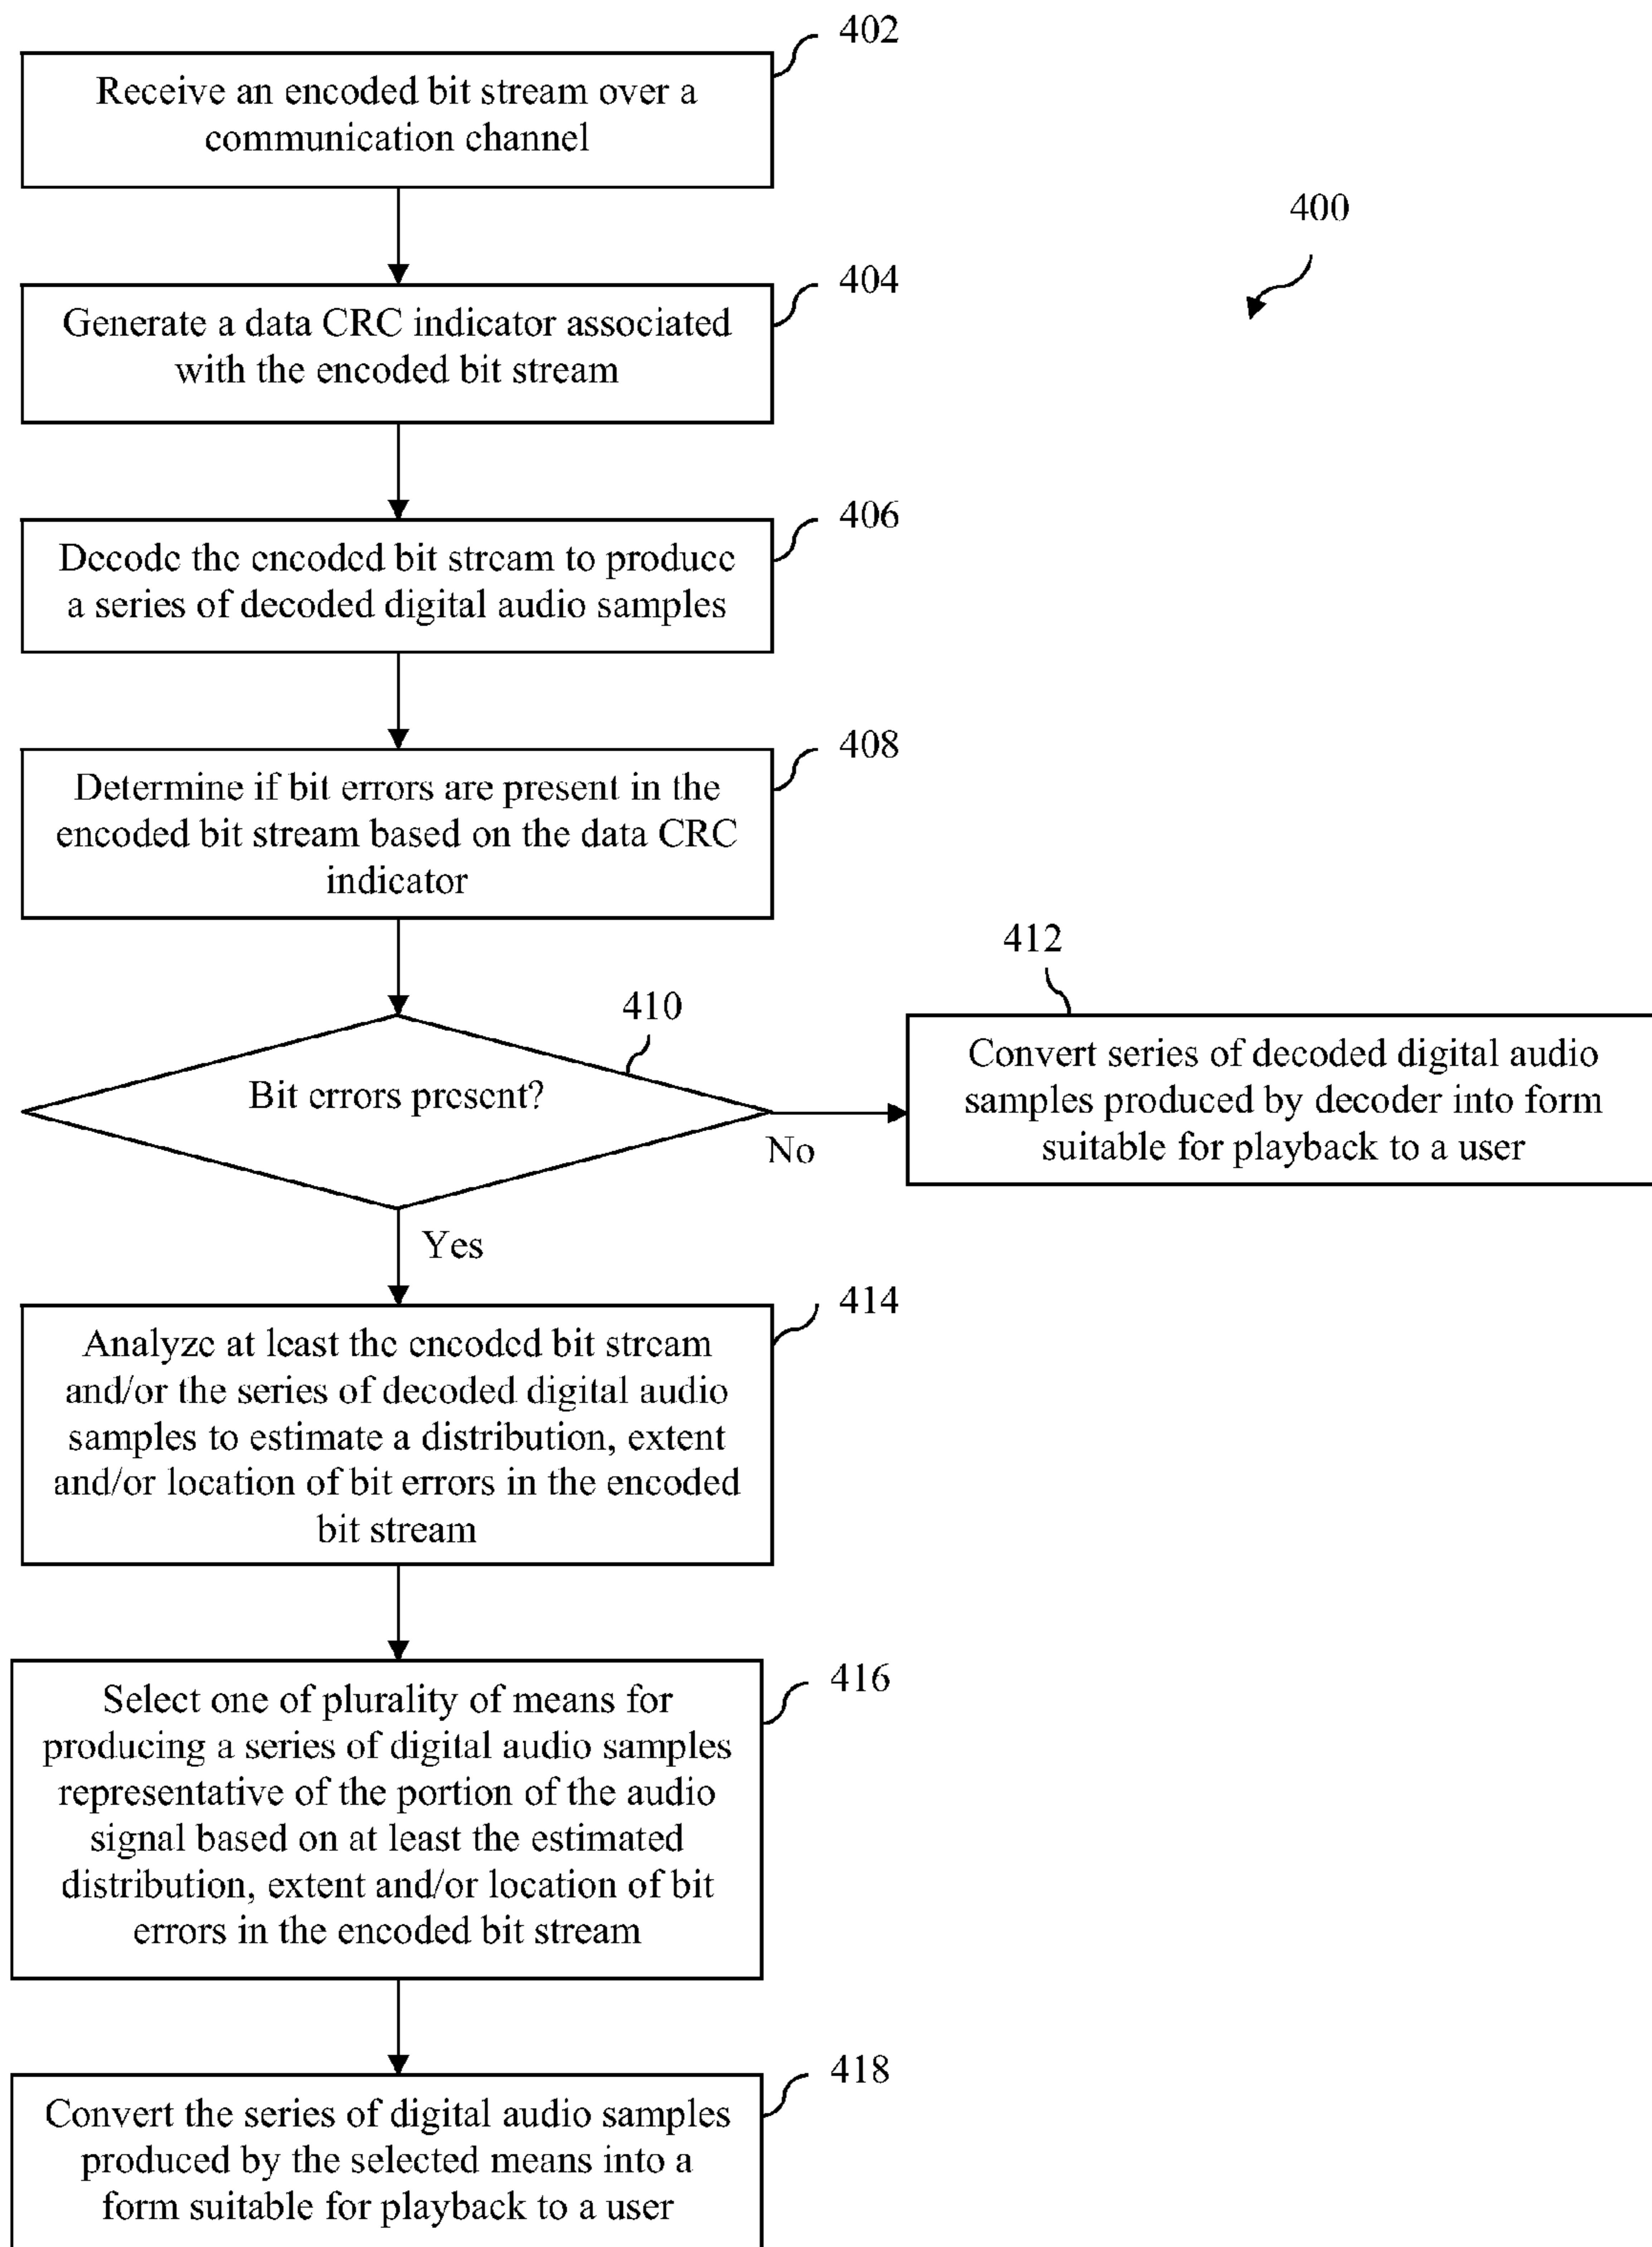 402
Receive an encoded bit stream over a
communication channel
400
404
Generate a data CRC indicator associated
with the encoded bit stream
406
Decode the encoded bit stream to produce
a series of decoded digital audio samples
408
Determine if bit errors are present in the
encoded bit stream based on the data CRC
indicator
410
Bit errors present?
No
412
Convert series of decoded digital audio
samples produced by decoder into form
suitable for playback to a user
Yes
414
Analyze at least the encoded bit stream
and/or the series of decoded digital audio
samples to estimate a distribution, extent
and/or location of bit errors in the encoded
bit stream
416
Select one of plurality of means for
producing a series of digital audio samples
representative of the portion of the audio
signal based on at least the estimated
distribution, extent and/or location of bit
errors in the encoded bit stream
418
Convert the series of digital audio samples
produced by the selected means into a
form suitable for playback to a user